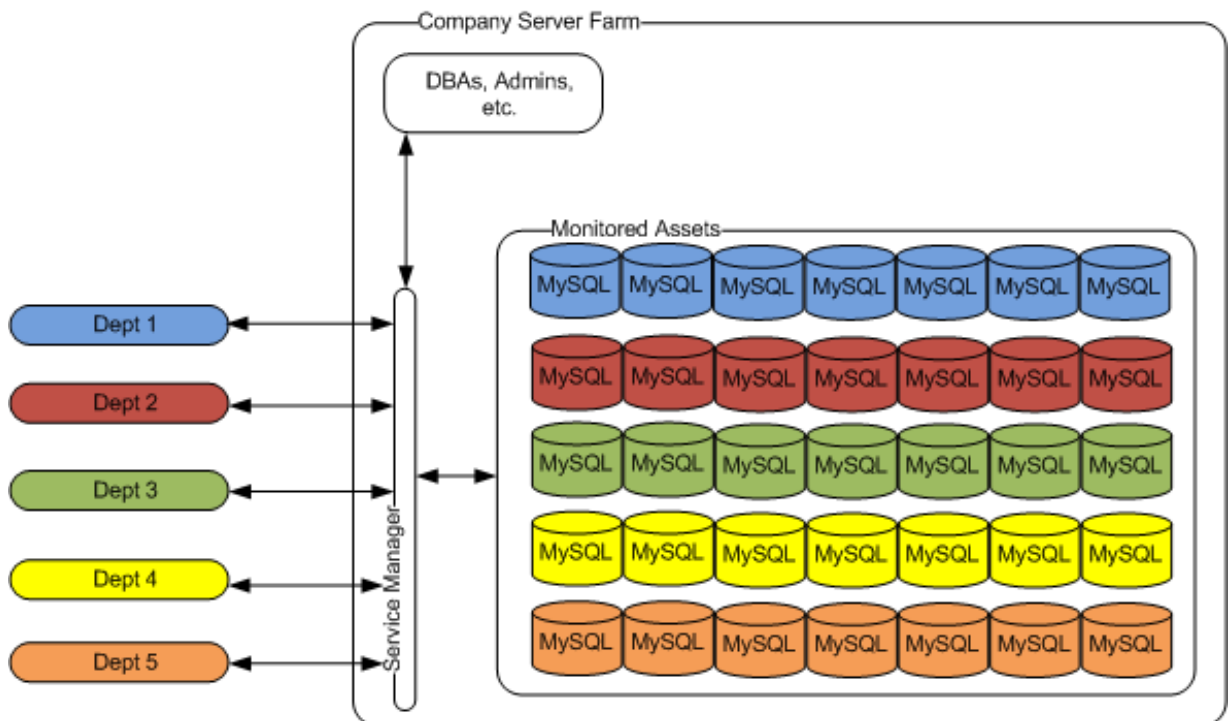 Company Server Farm
DBAs, Admins,
etc.
Monitored Assets
MySQL MySQL MySQL MySQL MySQL MySQL MySQL
Dept 1
MySQL MySQL MySQL MySQL MySQL MySQL MySQL
Dept 2
MySQL MySQL MySQL MySQL MySQL MySQL MySQL
Dept 3
Service Manager
MySQL MySQL MySQL MySQL MySQL MySQL MySQL
Dept 4
MySQL MySQL MySQL MySQL MySQL MySQL MySQL
Dept 5